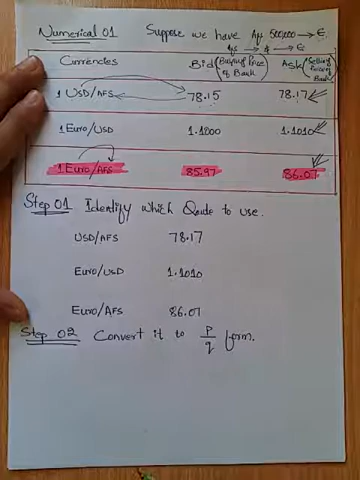 Numerical 01 Suppose we have Afs 500,000 → €.
Afs → $ → €
Currencies Bid (Buying Price of Bank) Ask (Selling Price of Bank)
1 USD/AFS 78.15 78.17
1 Euro/USD 1.1000 1.1010
1 Euro/AFS 85.97 86.07
Step 01 Identify which Qoute to use.
USD/AFS 78.17
Euro/USD 1.1010
Euro/AFS 86.07
Step 02 Convert it to P/q form.